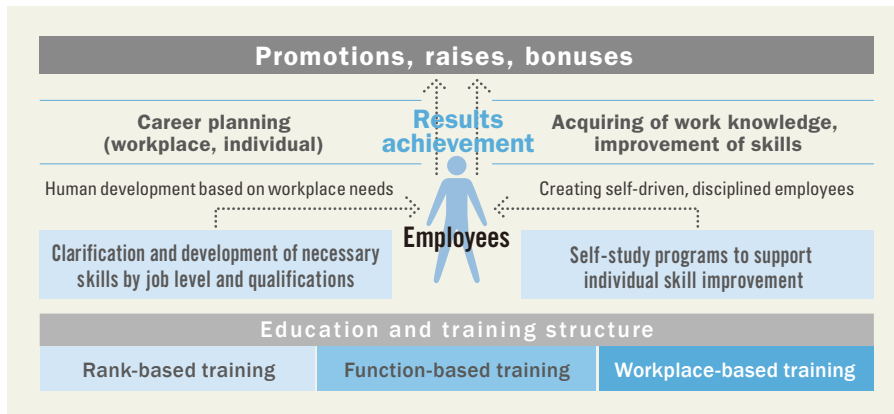 Promotions, raises, bonuses
Career planning
(workplace, individual)
Results
achievement
Acquiring of work knowledge,
improvement of skills
Human development based on workplace needs
Creating self-driven, disciplined employees
Employees
Clarification and development of necessary
skills by job level and qualifications
Self-study programs to support
individual skill improvement
Education and training structure
Rank-based training
Function-based training
Workplace-based training